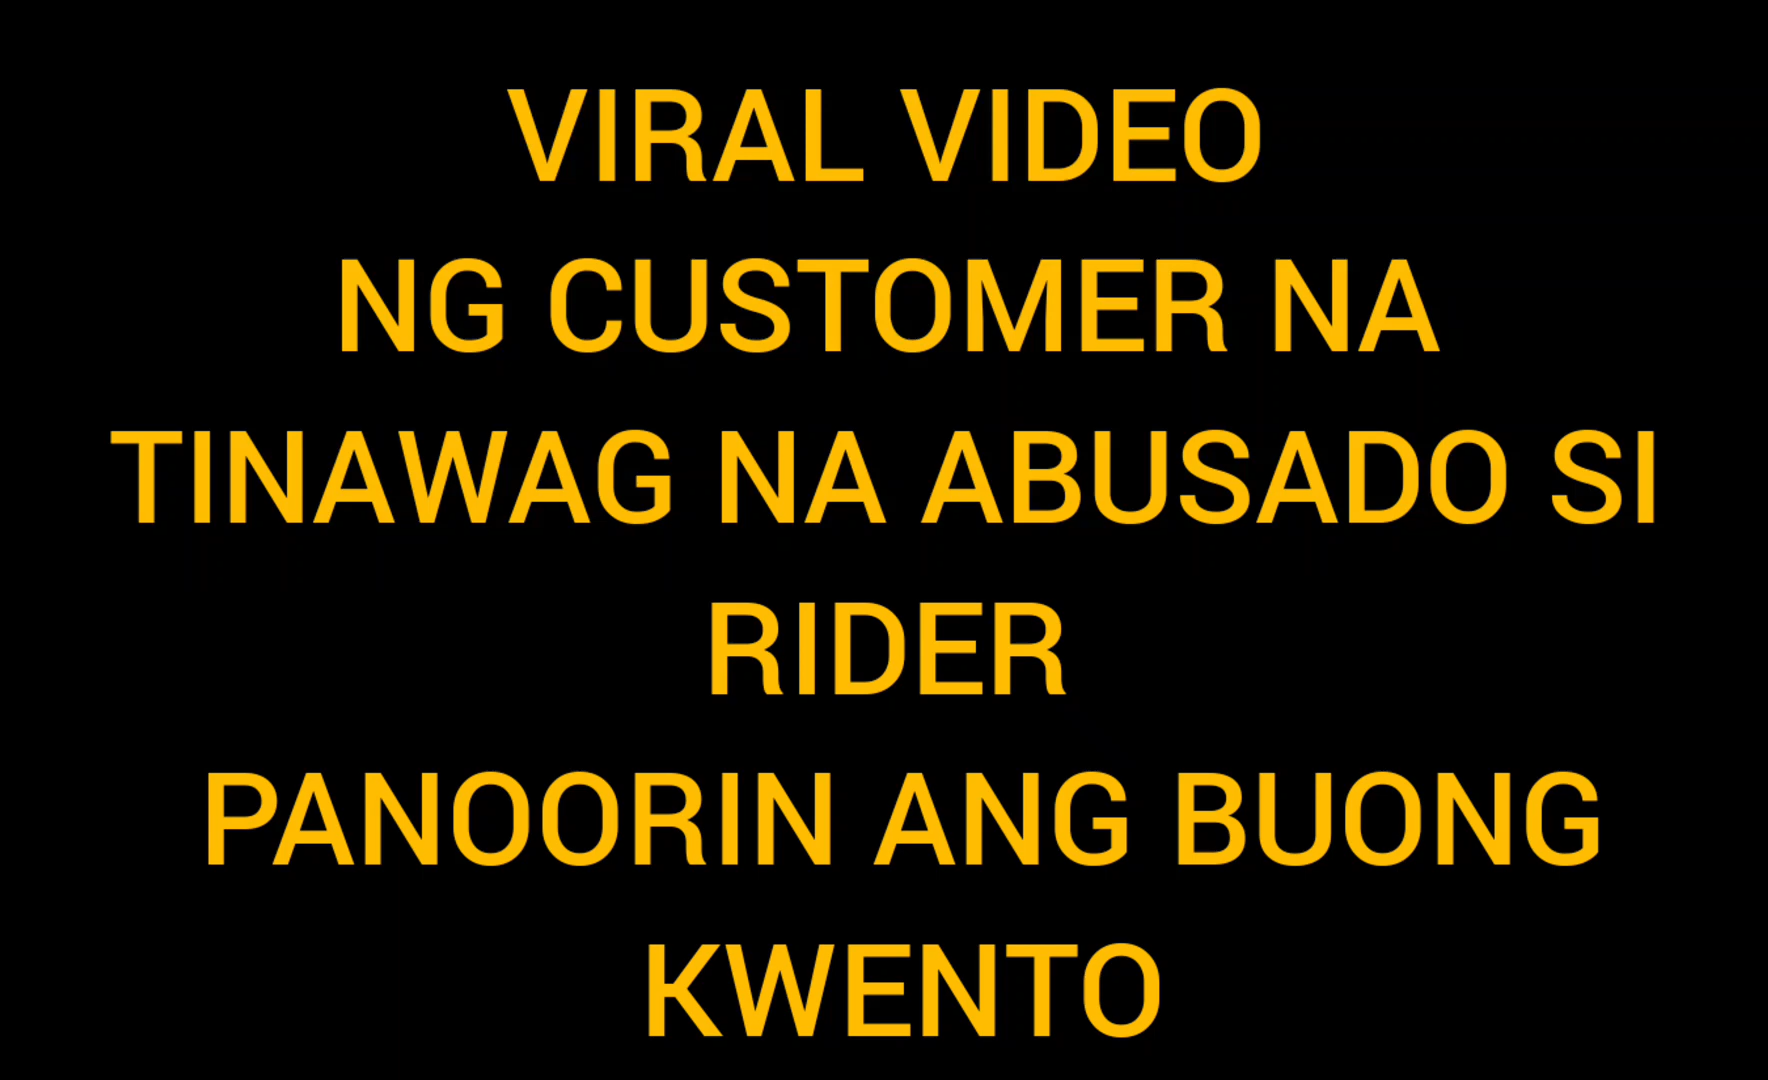 VIRAL VIDEO
NG CUSTOMER NA
TINAWAG NA ABUSADO SI
RIDER
PANOORIN ANG BUONG
KWENTO